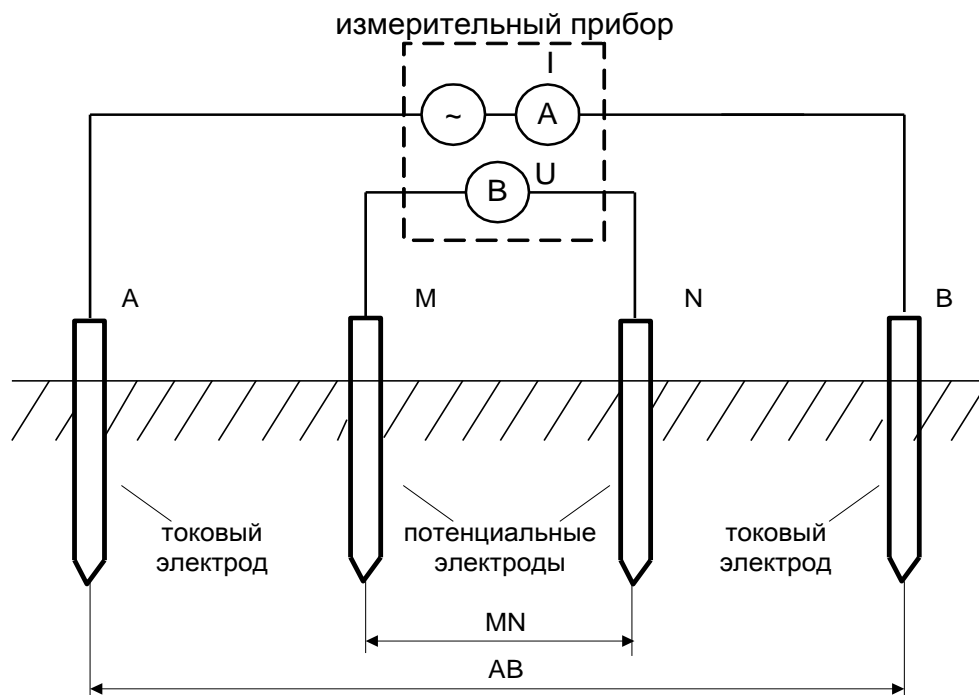 измерительный прибор
I
~
A
U
B
A
M
N
B
токовый
электрод
потенциальные
электроды
токовый
электрод
MN
AB